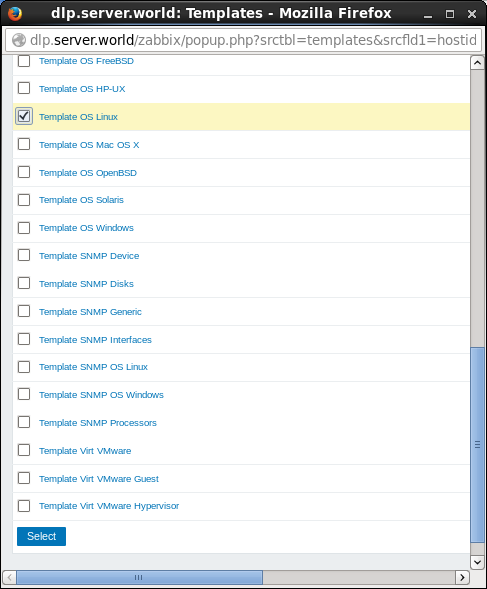 dlp.server.world: Templates - Mozilla Firefox
dlp.server.world/zabbix/popup.php?srctbl=templates&srcfld1=hostid
Template OS FreeBSD
Template OS HP-UX
Template OS Linux
Template OS Mac OS X
Template OS OpenBSD
Template OS Solaris
Template OS Windows
Template SNMP Device
Template SNMP Disks
Template SNMP Generic
Template SNMP Interfaces
Template SNMP OS Linux
Template SNMP OS Windows
Template SNMP Processors
Template Virt VMware
Template Virt VMware Guest
Template Virt VMware Hypervisor
Select